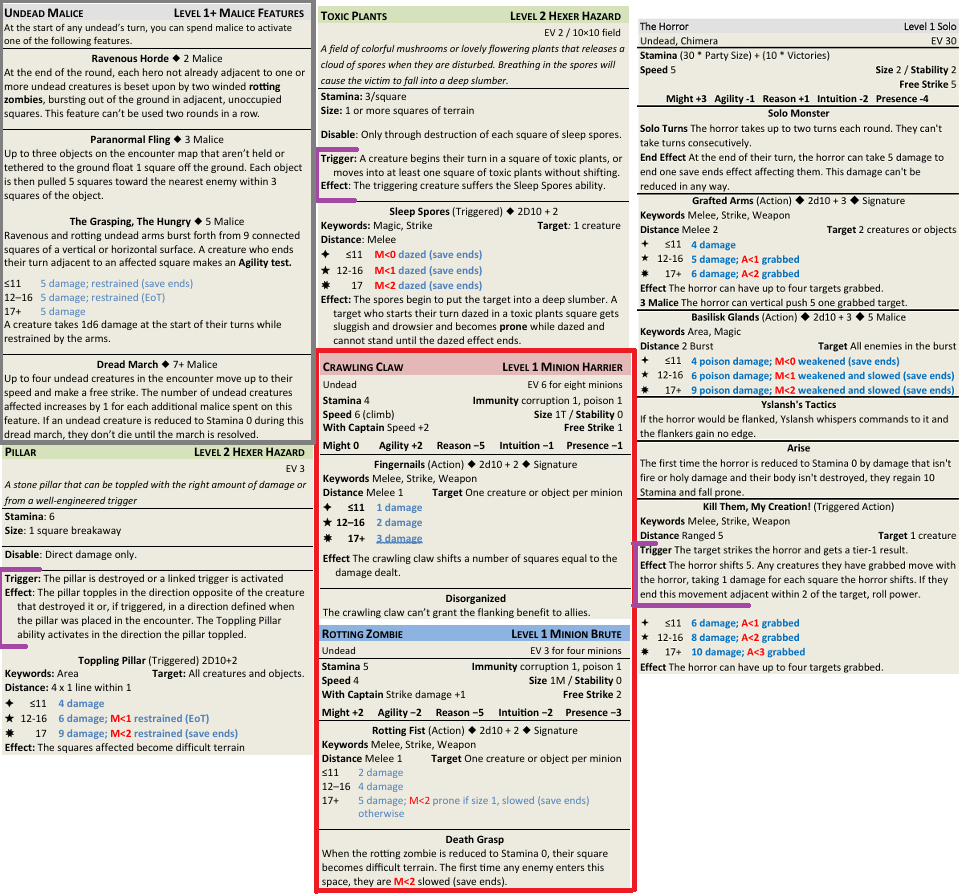 UNDEAD MALICE LEVEL 1+ MALICE FEATURES
At the start of any undead's turn, you can spend malice to activate
one of the following features.
Ravenous Horde ◆ 2 Malice
At the end of the round, each hero not already adjacent to one or
more undead creatures is beset upon by two winded rotting
zombies, bursting out of the ground in adjacent, unoccupied
squares. This feature can't be used two rounds in a row.
Paranormal Fling ◆ 3 Malice
Up to three objects on the encounter map that aren't held or
tethered to the ground float 1 square off the ground. Each object
is then pulled 5 squares toward the nearest enemy within 3
squares of the object.
The Grasping, The Hungry ◆ 5 Malice
Ravenous and rotting undead arms burst forth from 9 connected
squares of a vertical or horizontal surface. A creature who ends
their turn adjacent to an affected square makes an Agility test.
≤11 5 damage; restrained (save ends)
12–16 5 damage; restrained (EoT)
17+ 5 damage
A creature takes 1d6 damage at the start of their turns while
restrained by the arms.
Dread March ◆ 7+ Malice
Up to four undead creatures in the encounter move up to their
speed and make a free strike. The number of undead creatures
affected increases by 1 for each additional malice spent on this
feature. If an undead creature is reduced to Stamina 0 during this
dread march, they don't die until the march is resolved.
PILLAR LEVEL 2 HEXER HAZARD
EV 3
A stone pillar that can be toppled with the right amount of damage or
from a well-engineered trigger
Stamina: 6
Size: 1 square breakaway
Disable: Direct damage only.
Trigger: The pillar is destroyed or a linked trigger is activated
Effect: The pillar topples in the direction opposite of the creature
that destroyed it or, if triggered, in a direction defined when
the pillar was placed in the encounter. The Toppling Pillar
ability activates in the direction the pillar toppled.
Toppling Pillar (Triggered) 2D10+2
Keywords: Area Target: All creatures and objects.
Distance: 4 x 1 line within 1
✦ ≤11 4 damage
★ 12-16 6 damage; M<1 restrained (EoT)
✸ 17 9 damage; M<2 restrained (save ends)
Effect: The squares affected become difficult terrain
TOXIC PLANTS LEVEL 2 HEXER HAZARD
EV 2 / 10×10 field
A field of colorful mushrooms or lovely flowering plants that releases a
cloud of spores when they are disturbed. Breathing in the spores will
cause the victim to fall into a deep slumber.
Stamina: 3/square
Size: 1 or more squares of terrain
Disable: Only through destruction of each square of sleep spores.
Trigger: A creature begins their turn in a square of toxic plants, or
moves into at least one square of toxic plants without shifting.
Effect: The triggering creature suffers the Sleep Spores ability.
Sleep Spores (Triggered) ◆ 2D10 + 2
Keywords: Magic, Strike Target: 1 creature
Distance: Melee
✦ ≤11 M<0 dazed (save ends)
★ 12-16 M<1 dazed (save ends)
✸ 17 M<2 dazed (save ends)
Effect: The spores begin to put the target into a deep slumber. A
target who starts their turn dazed in a toxic plants square gets
sluggish and drowsier and becomes prone while dazed and
cannot stand until the dazed effect ends.
CRAWLING CLAW LEVEL 1 MINION HARRIER
Undead EV 6 for eight minions
Stamina 4 Immunity corruption 1, poison 1
Speed 6 (climb) Size 1T / Stability 0
With Captain Speed +2 Free Strike 1
Might 0 Agility +2 Reason −5 Intuition −1 Presence −1
Fingernails (Action) ◆ 2d10 + 2 ◆ Signature
Keywords Melee, Strike, Weapon
Distance Melee 1 Target One creature or object per minion
✦ ≤11 1 damage
★ 12–16 2 damage
✸ 17+ 3 damage
Effect The crawling claw shifts a number of squares equal to the
damage dealt.
Disorganized
The crawling claw can't grant the flanking benefit to allies.
ROTTING ZOMBIE LEVEL 1 MINION BRUTE
Undead EV 3 for four minions
Stamina 5 Immunity corruption 1, poison 1
Speed 4 Size 1M / Stability 0
With Captain Strike damage +1 Free Strike 2
Might +2 Agility −2 Reason −5 Intuition −2 Presence −3
Rotting Fist (Action) ◆ 2d10 + 2 ◆ Signature
Keywords Melee, Strike, Weapon
Distance Melee 1 Target One creature or object per minion
≤11 2 damage
12–16 4 damage
17+ 5 damage; M<2 prone if size 1, slowed (save ends)
otherwise
Death Grasp
When the rotting zombie is reduced to Stamina 0, their square
becomes difficult terrain. The first time any enemy enters this
space, they are M<2 slowed (save ends).
The Horror Level 1 Solo
Undead, Chimera EV 30
Stamina (30 * Party Size) + (10 * Victories)
Speed 5 Size 2 / Stability 2
Free Strike 5
Might +3 Agility -1 Reason +1 Intuition -2 Presence -4
Solo Monster
Solo Turns The horror takes up to two turns each round. They can't
take turns consecutively.
End Effect At the end of their turn, the horror can take 5 damage to
end one save ends effect affecting them. This damage can't be
reduced in any way.
Grafted Arms (Action) ◆ 2d10 + 3 ◆ Signature
Keywords Melee, Strike, Weapon
Distance Melee 2 Target 2 creatures or objects
✦ ≤11 4 damage
★ 12-16 5 damage; A<1 grabbed
✸ 17+ 6 damage; A<2 grabbed
Effect The horror can have up to four targets grabbed.
3 Malice The horror can vertical push 5 one grabbed target.
Basilisk Glands (Action) ◆ 2d10 + 3 ◆ 5 Malice
Keywords Area, Magic
Distance 2 Burst Target All enemies in the burst
✦ ≤11 4 poison damage; M<0 weakened (save ends)
★ 12-16 6 poison damage; M<1 weakened and slowed (save ends)
✸ 17+ 9 poison damage; M<2 weakened and slowed (save ends)
Yslansh's Tactics
If the horror would be flanked, Yslansh whispers commands to it and
the flankers gain no edge.
Arise
The first time the horror is reduced to Stamina 0 by damage that isn't
fire or holy damage and their body isn't destroyed, they regain 10
Stamina and fall prone.
Kill Them, My Creation! (Triggered Action)
Keywords Melee, Strike, Weapon
Distance Ranged 5 Target 1 creature
Trigger The target strikes the horror and gets a tier-1 result.
Effect The horror shifts 5. Any creatures they have grabbed move with
the horror, taking 1 damage for each square the horror shifts. If they
end this movement adjacent within 2 of the target, roll power.
✦ ≤11 6 damage; A<1 grabbed
★ 12-16 8 damage; A<2 grabbed
✸ 17+ 10 damage; A<3 grabbed
Effect The horror can have up to four targets grabbed.